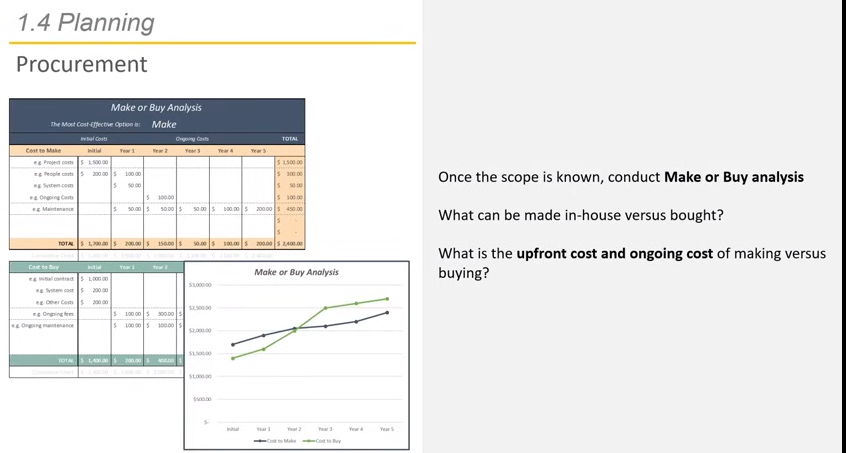 1.4 Planning
Procurement
Make or Buy Analysis
The Most Cost-Effective Option is: Make
Initial Costs Ongoing Costs TOTAL
Cost to Make Initial Year 1 Year 2 Year 3 Year 4 Year 5
e.g. Project costs $ 1,500.00 $ 1,500.00
e.g. People costs $ 200.00 $ 100.00 $ 300.00
e.g. System costs $ 50.00 $ 50.00
e.g. Ongoing Costs $ 100.00 $ 100.00
e.g. Maintenance $ 50.00 $ 50.00 $ 50.00 $ 100.00 $ 200.00 $ 450.00
$ -
$ -
TOTAL $ 1,700.00 $ 200.00 $ 150.00 $ 50.00 $ 100.00 $ 200.00 $ 2,400.00
Cost to Buy Initial Year 1 Year 2
e.g. Initial contract $ 1,000.00
e.g. System cost $ 200.00
e.g. Other Costs $ 200.00
e.g. Ongoing fees $ 100.00 $ 300.00 $
e.g. Ongoing maintenance $ 100.00 $ 100.00 $
TOTAL $ 1,400.00 $ 200.00 $ 400.00 $
Make or Buy Analysis
$3,000.00
$2,500.00
$2,000.00
$1,500.00
$1,000.00
$500.00
$-
Initial Year 1 Year 2 Year 3 Year 4 Year 5
Cost to Make Cost to Buy
Once the scope is known, conduct Make or Buy analysis
What can be made in-house versus bought?
What is the upfront cost and ongoing cost of making versus
buying?